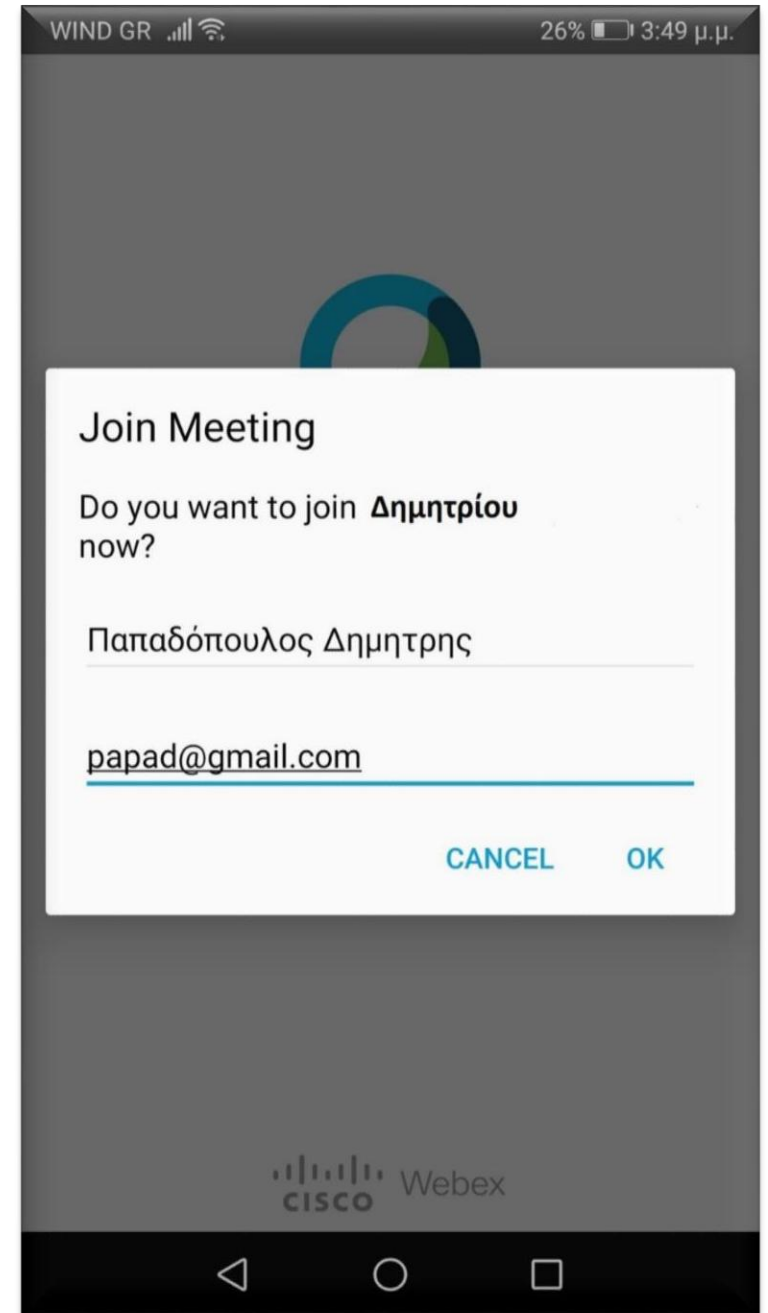 WIND GR 26% 3:49 μ.μ.
Join Meeting
Do you want to join Δημητρίου
now?
Παπαδόπουλος Δημητρης
papad@gmail.com
CANCEL OK
CISCO Webex